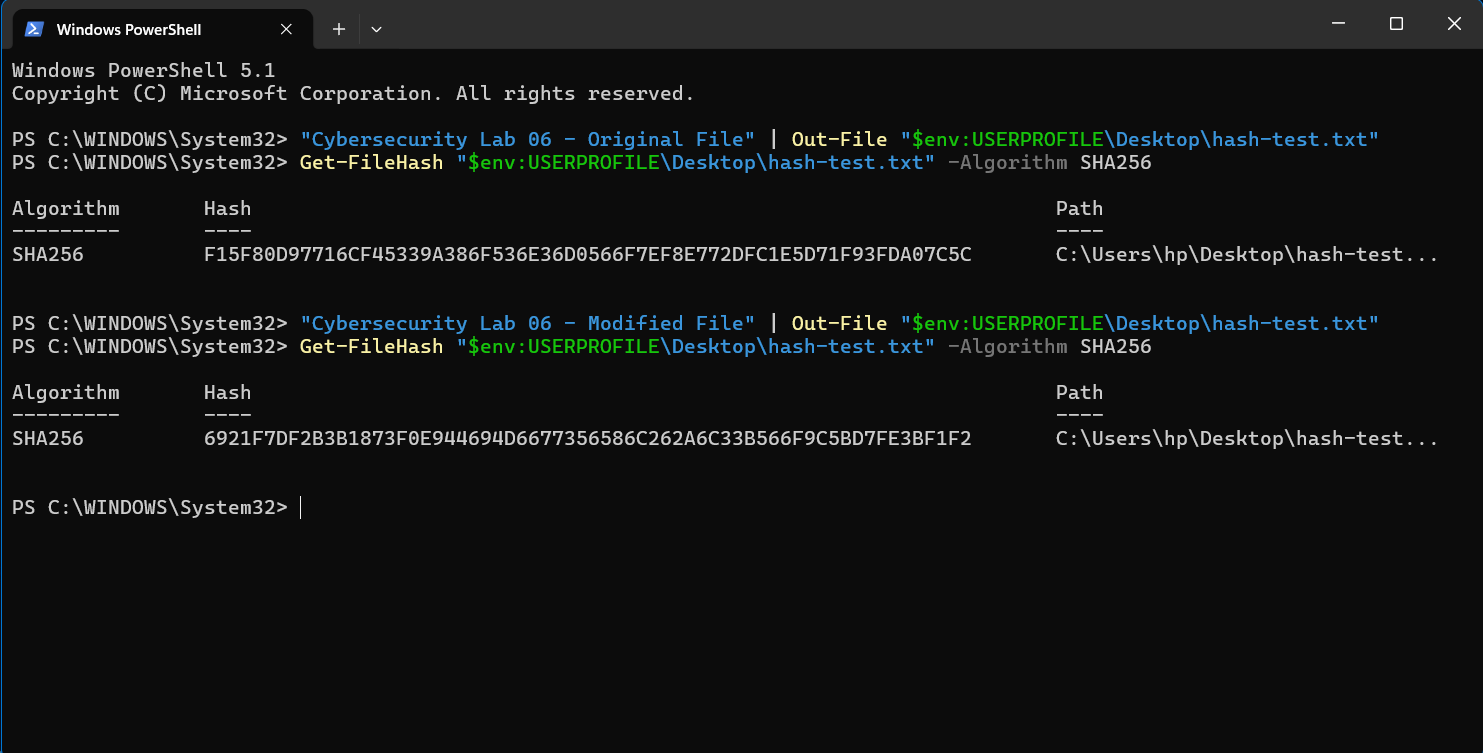 Windows PowerShell
Windows PowerShell 5.1
Copyright (C) Microsoft Corporation. All rights reserved.
PS C:\WINDOWS\System32> "Cybersecurity Lab 06 - Original File" | Out-File "$env:USERPROFILE\Desktop\hash-test.txt"
PS C:\WINDOWS\System32> Get-FileHash "$env:USERPROFILE\Desktop\hash-test.txt" -Algorithm SHA256
Algorithm       Hash                                                                   Path
---------       ----                                                                   ----
SHA256          F15F80D97716CF45339A386F536E36D0566F7EF8E772DFC1E5D71F93FDA07C5C       C:\Users\hp\Desktop\hash-test...
PS C:\WINDOWS\System32> "Cybersecurity Lab 06 - Modified File" | Out-File "$env:USERPROFILE\Desktop\hash-test.txt"
PS C:\WINDOWS\System32> Get-FileHash "$env:USERPROFILE\Desktop\hash-test.txt" -Algorithm SHA256
Algorithm       Hash                                                                   Path
---------       ----                                                                   ----
SHA256          6921F7DF2B3B1873F0E944694D6677356586C262A6C33B566F9C5BD7FE3BF1F2       C:\Users\hp\Desktop\hash-test...
PS C:\WINDOWS\System32>